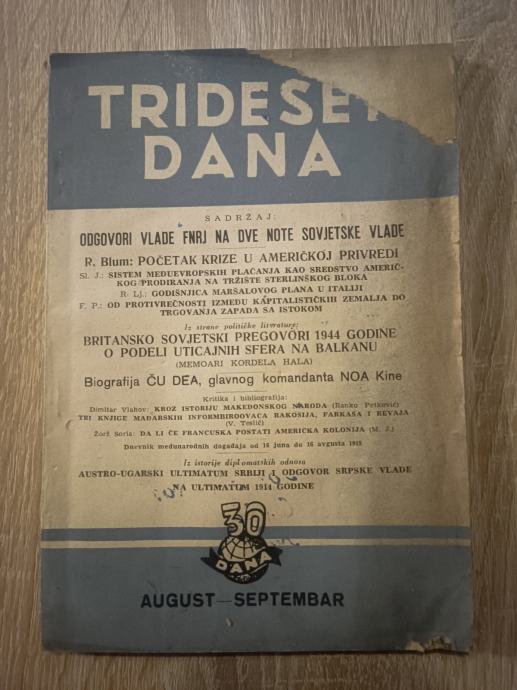 TRIDESET
DANA
SADRŽAJ:
ODGOVORI VLADE FNRJ NA DVE NOTE SOVJETSKE VLADE
R. Blum: POČETAK KRIZE U AMERIČKOJ PRIVREDI
Sl. J.: SISTEM MEĐUEVROPSKIH PLAĆANJA KAO SREDSTVO AMERIČ-
KOG PRODIRANJA NA TRŽIŠTE STERLINŠKOG BLOKA
R. Lj.: GODIŠNJICA MARŠALOVOG PLANA U ITALIJI
F. P.: OD PROTIVREČNOSTI IZMEĐU KAPITALISTIČKIH ZEMALJA DO
TRGOVANJA ZAPADA SA ISTOKOM
Iz strane političke literature:
BRITANSKO SOVJETSKI PREGOVORI 1944 GODINE
O PODELI UTICAJNIH SFERA NA BALKANU
(MEMOARI KORDELA HALA)
Biografija ČU DEA, glavnog komandanta NOA Kine
Kritika i bibliografija:
Dimitar Vlahov: KROZ ISTORIJU MAKEDONSKOG NARODA (Ranko Petković)
TRI KNJIGE MAĐARSKIH INFORMBIROOVACA RAKOSIJA, FARKAŠA I REVAJA
(V. Teslić)
Žorž Soria: DA LI ĆE FRANCUSKA POSTATI AMERIČKA KOLONIJA (M. J.)
Dnevnik međunarodnih događaja od 16 juna do 16 avgusta 1949.
Iz istorije diplomatskih odnosa
AUSTRO-UGARSKI ULTIMATUM SRBIJI I ODGOVOR SRPSKE VLADE
NA ULTIMATUM 1914 GODINE
30
DANA
AUGUST—SEPTEMBAR